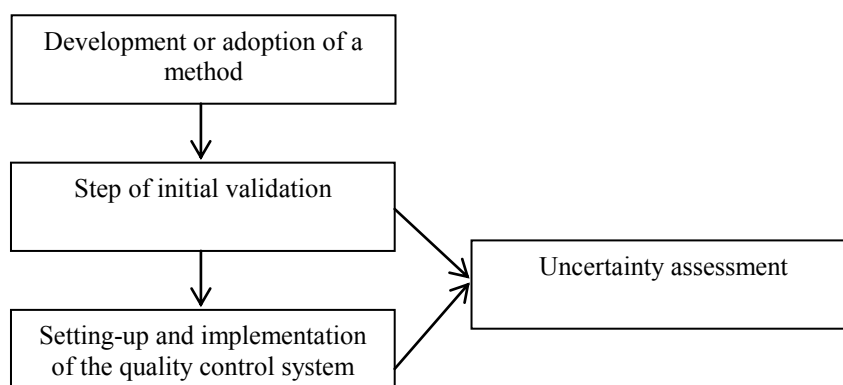 Development or adoption of a
method
Step of initial validation
Uncertainty assessment
Setting-up and implementation
of the quality control system